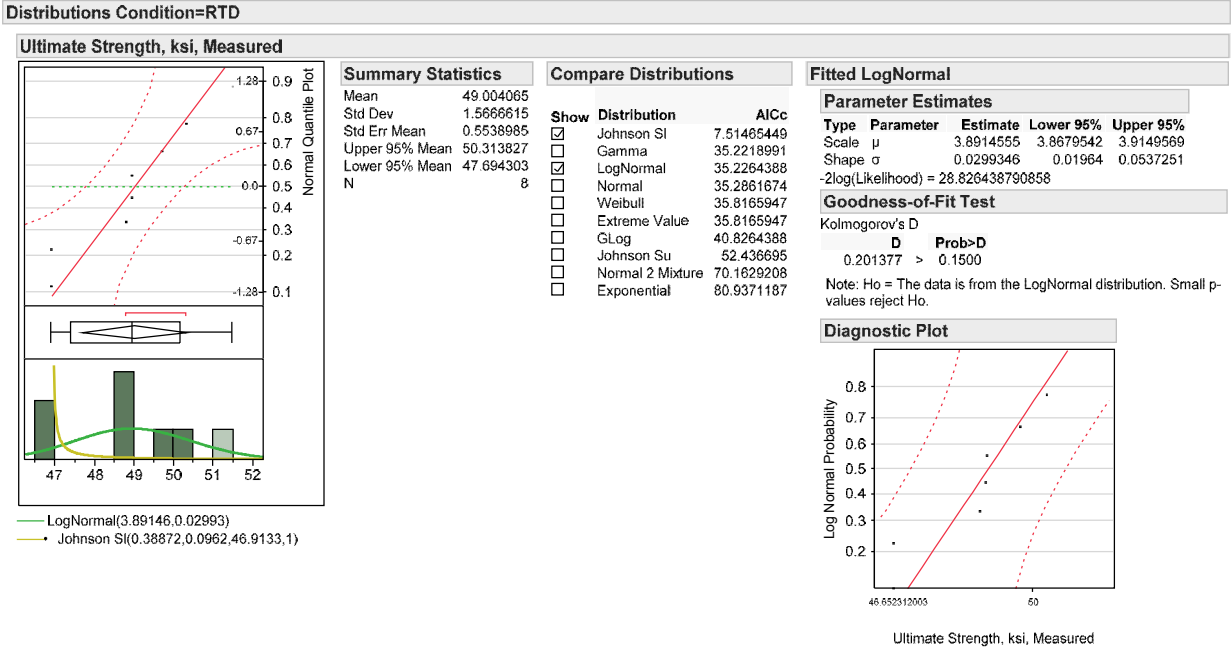 Distributions Condition=RTD
Ultimate Strength, ksi, Measured
1.28 0.9
0.8
0.67
0.7
0.6
0.0 0.5
0.4
0.3
-0.67
0.2
-1.28 0.1
Normal Quantile Plot
47 48 49 50 51 52
LogNormal(3.89146,0.02993)
Johnson Sl(0.38872,0.0962,46.9133,1)
Summary Statistics
Mean 49.004065
Std Dev 1.5666615
Std Err Mean 0.5538985
Upper 95% Mean 50.313827
Lower 95% Mean 47.694303
N 8
Compare Distributions
Show Distribution AICc
Johnson Sl 7.51465449
Gamma 35.2218991
LogNormal 35.2264388
Normal 35.2861674
Weibull 35.8165947
Extreme Value 35.8165947
GLog 40.8264388
Johnson Su 52.436695
Normal 2 Mixture 70.1629208
Exponential 80.9371187
Fitted LogNormal
Parameter Estimates
Type Parameter Estimate Lower 95% Upper 95%
Scale μ 3.8914555 3.8679542 3.9149569
Shape σ 0.0299346 0.01964 0.0537251
-2log(Likelihood) = 28.826438790858
Goodness-of-Fit Test
Kolmogorov's D
D Prob>D
0.201377 > 0.1500
Note: Ho = The data is from the LogNormal distribution. Small p-
values reject Ho.
Diagnostic Plot
Log Normal Probability
0.8
0.7
0.6
0.5
0.4
0.3
0.2
46.652312003 50
Ultimate Strength, ksi, Measured